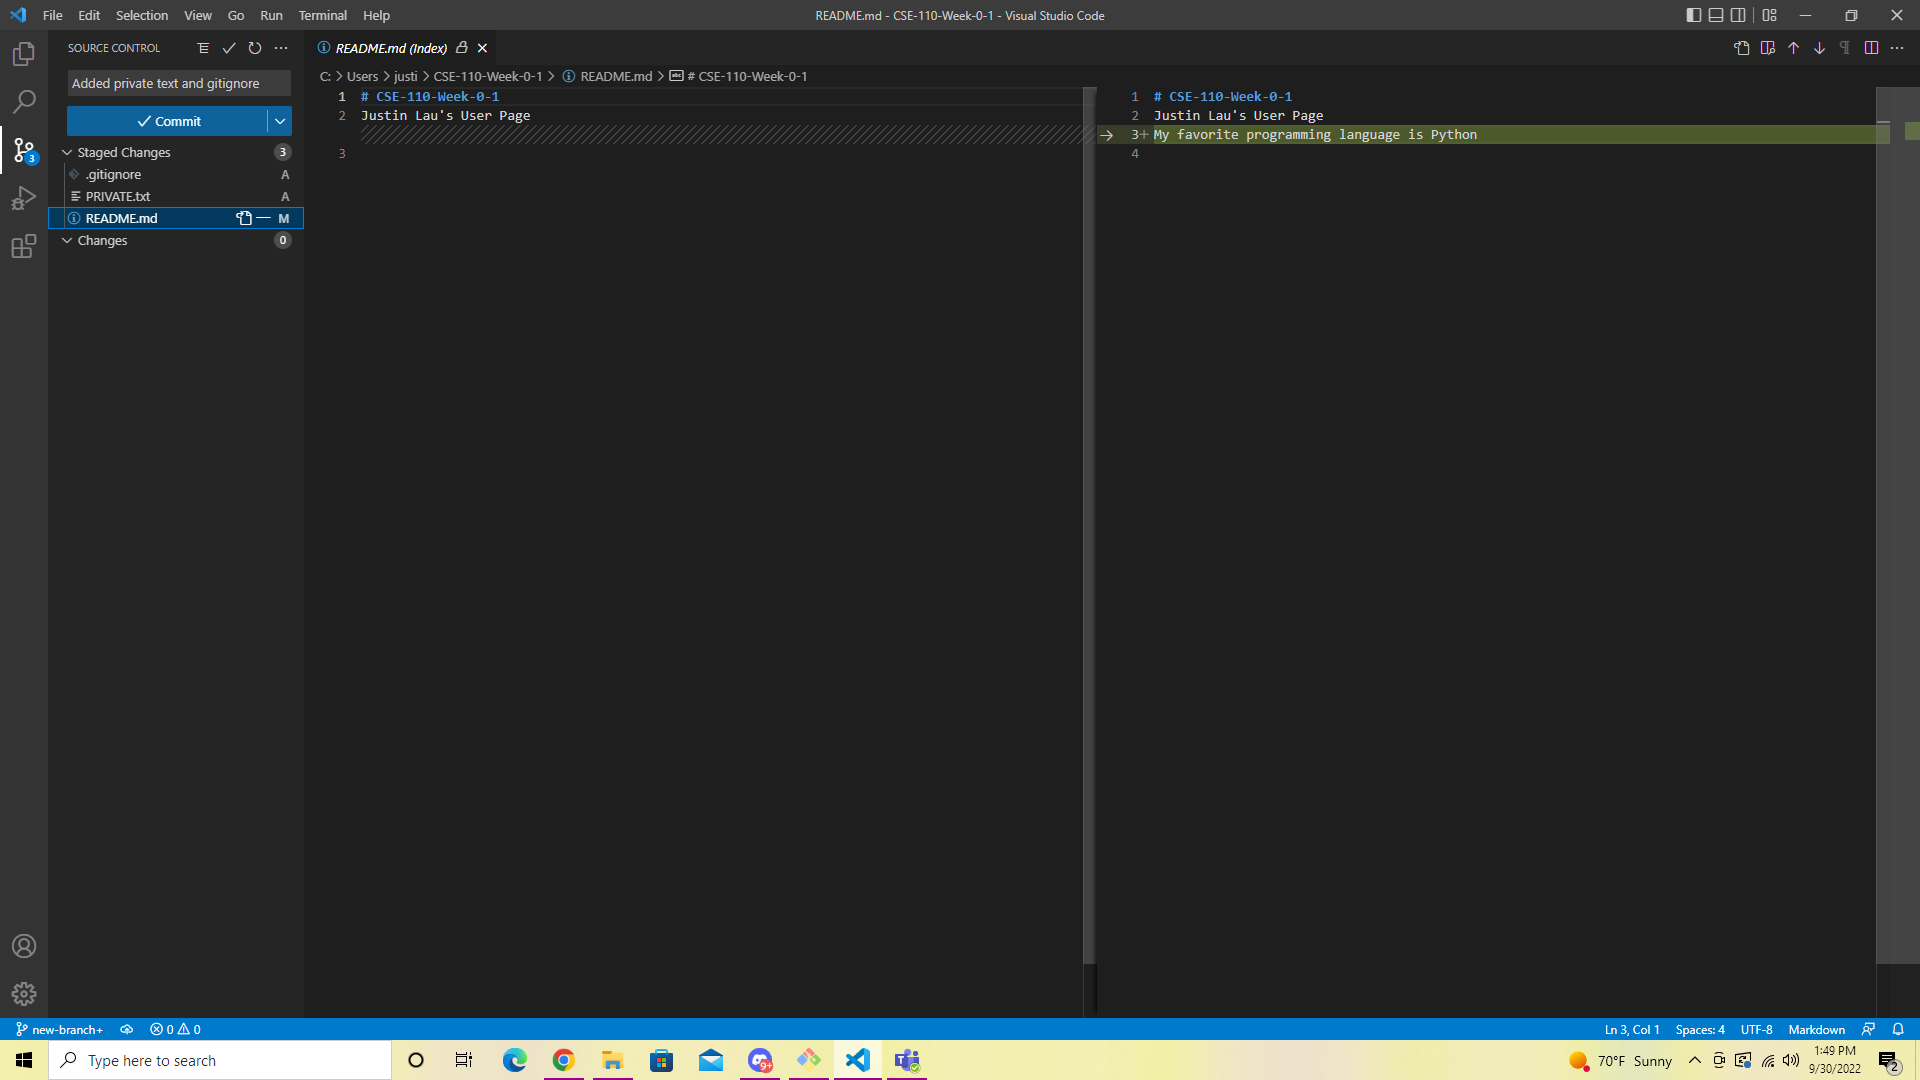 File Edit Selection View Go Run Terminal Help
README.md - CSE-110-Week-0-1 - Visual Studio Code
SOURCE CONTROL
Added private text and gitignore
Commit
Staged Changes 3
.gitignore A
PRIVATE.txt A
README.md M
Changes 0
3
README.md (Index)
C: > Users > justi > CSE-110-Week-0-1 > README.md > # CSE-110-Week-0-1
1 # CSE-110-Week-0-1
2 Justin Lau's User Page
3
1 # CSE-110-Week-0-1
2 Justin Lau's User Page
3+ My favorite programming language is Python
4
new-branch+ 0 0
Ln 3, Col 1 Spaces: 4 UTF-8 Markdown
Type here to search
9+
70°F Sunny
1:49 PM
9/30/2022
2